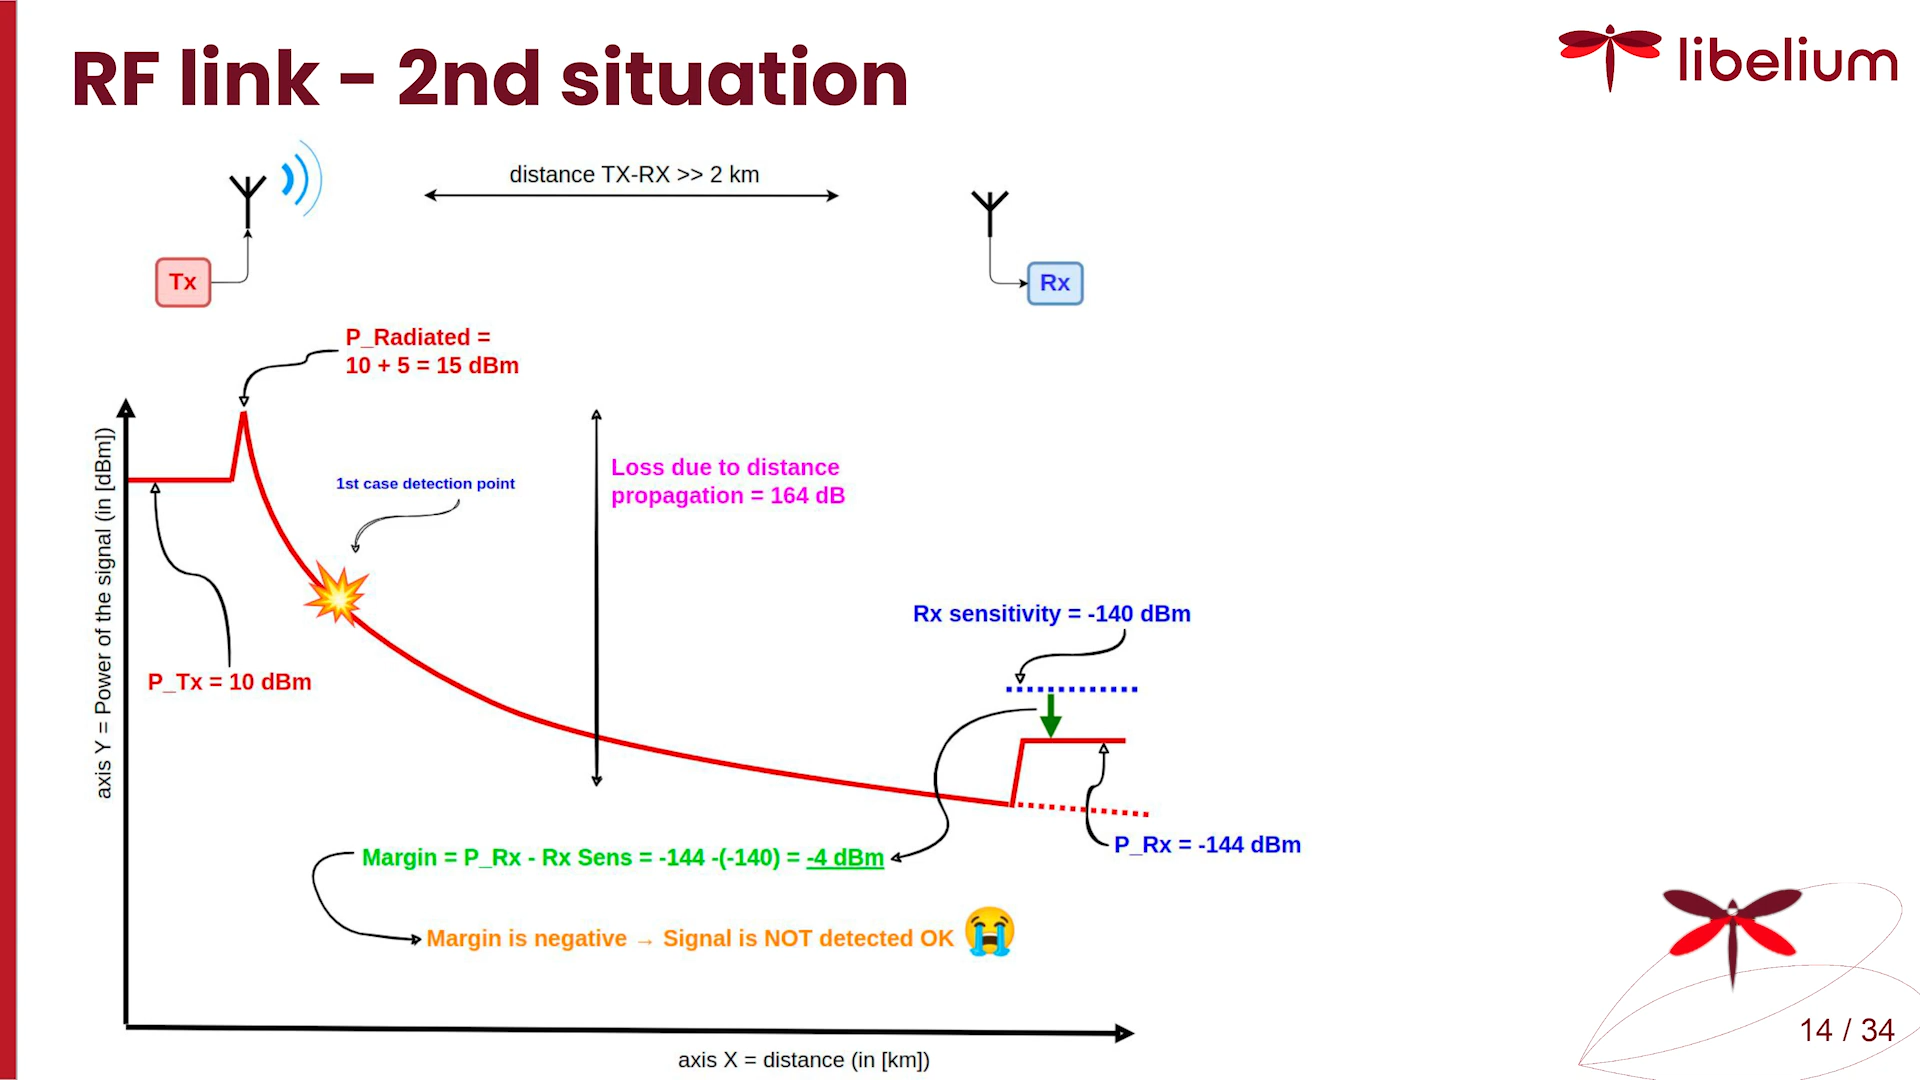 RF link - 2nd situation
libelium
distance TX-RX >> 2 km
Tx
Rx
P_Radiated =
10 + 5 = 15 dBm
axis Y = Power of the signal (in [dBm])
1st case detection point
Loss due to distance
propagation = 164 dB
Rx sensitivity = -140 dBm
P_Tx = 10 dBm
P_Rx = -144 dBm
Margin = P_Rx - Rx Sens = -144 -(-140) = -4 dBm
Margin is negative → Signal is NOT detected OK
14 / 34
axis X = distance (in [km])